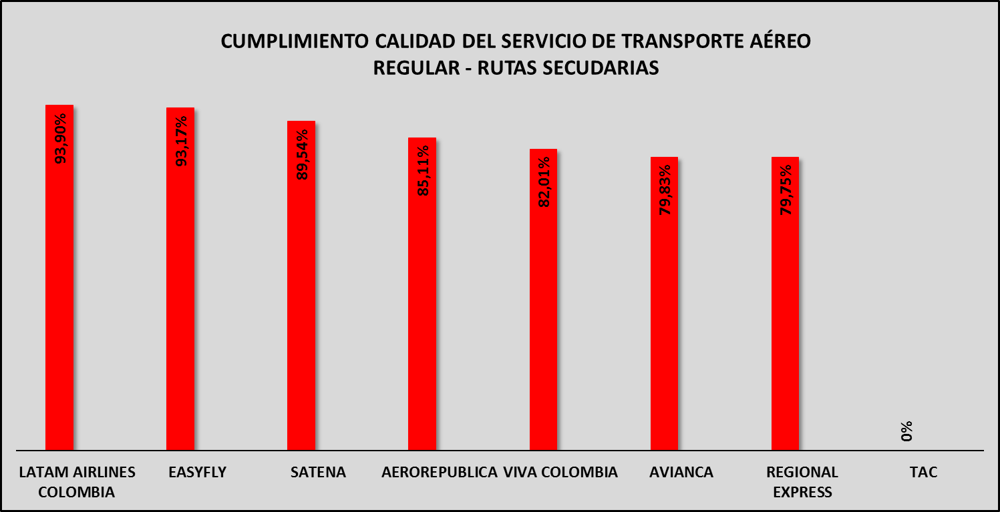 CUMPLIMIENTO CALIDAD DEL SERVICIO DE TRANSPORTE AÉREO
REGULAR - RUTAS SECUDARIAS
93,90%
93,17%
89,54%
85,11%
82,01%
79,83%
79,75%
0%
LATAM AIRLINES
COLOMBIA
EASYFLY
SATENA
AEROREPUBLICA
VIVA COLOMBIA
AVIANCA
REGIONAL
EXPRESS
TAC